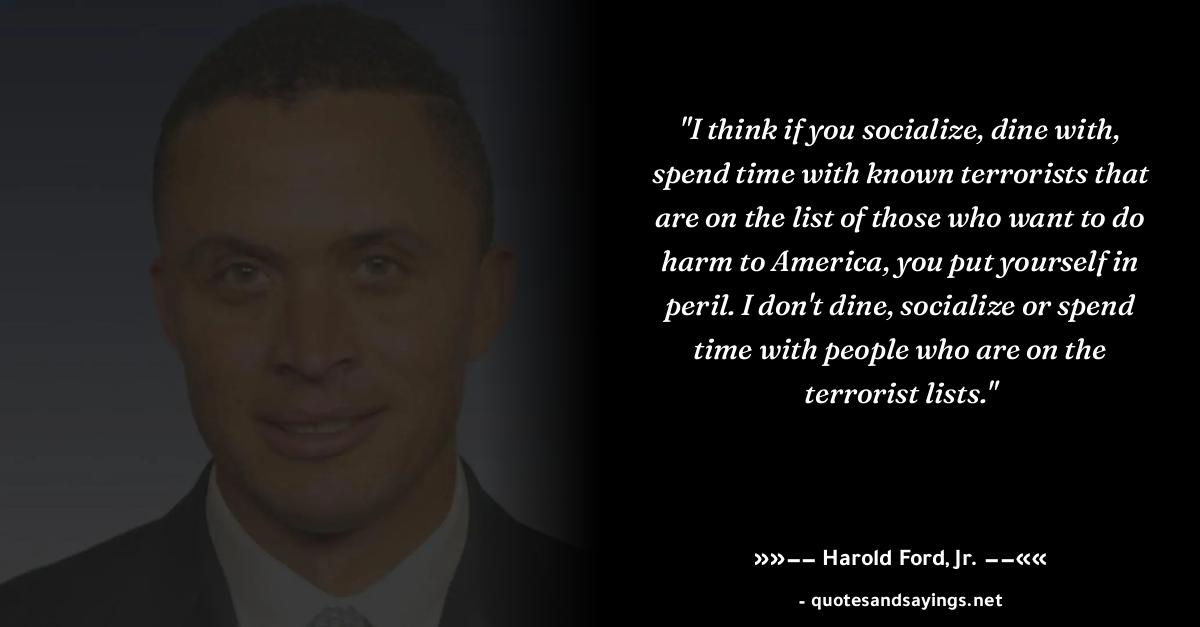 "I think if you socialize, dine with,
spend time with known terrorists that
are on the list of those who want to do
harm to America, you put yourself in
peril. I don't dine, socialize or spend
time with people who are on the
terrorist lists."
»»−− Harold Ford, Jr. −−««
- quotesandsayings.net